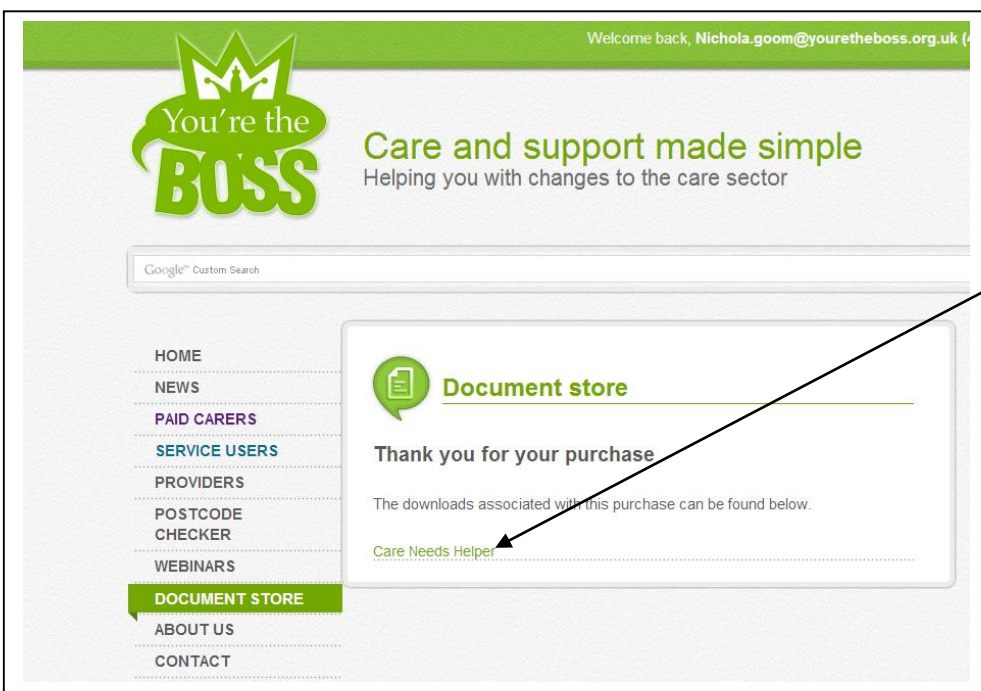 Welcome back, Nichola.goom@youretheboss.org.uk (
You're the
BOSS
Care and support made simple
Helping you with changes to the care sector
Google™ Custom Search
HOME
NEWS
PAID CARERS
SERVICE USERS
PROVIDERS
POSTCODE
CHECKER
WEBINARS
DOCUMENT STORE
ABOUT US
CONTACT
Document store
Thank you for your purchase
The downloads associated with this purchase can be found below.
Care Needs Helper